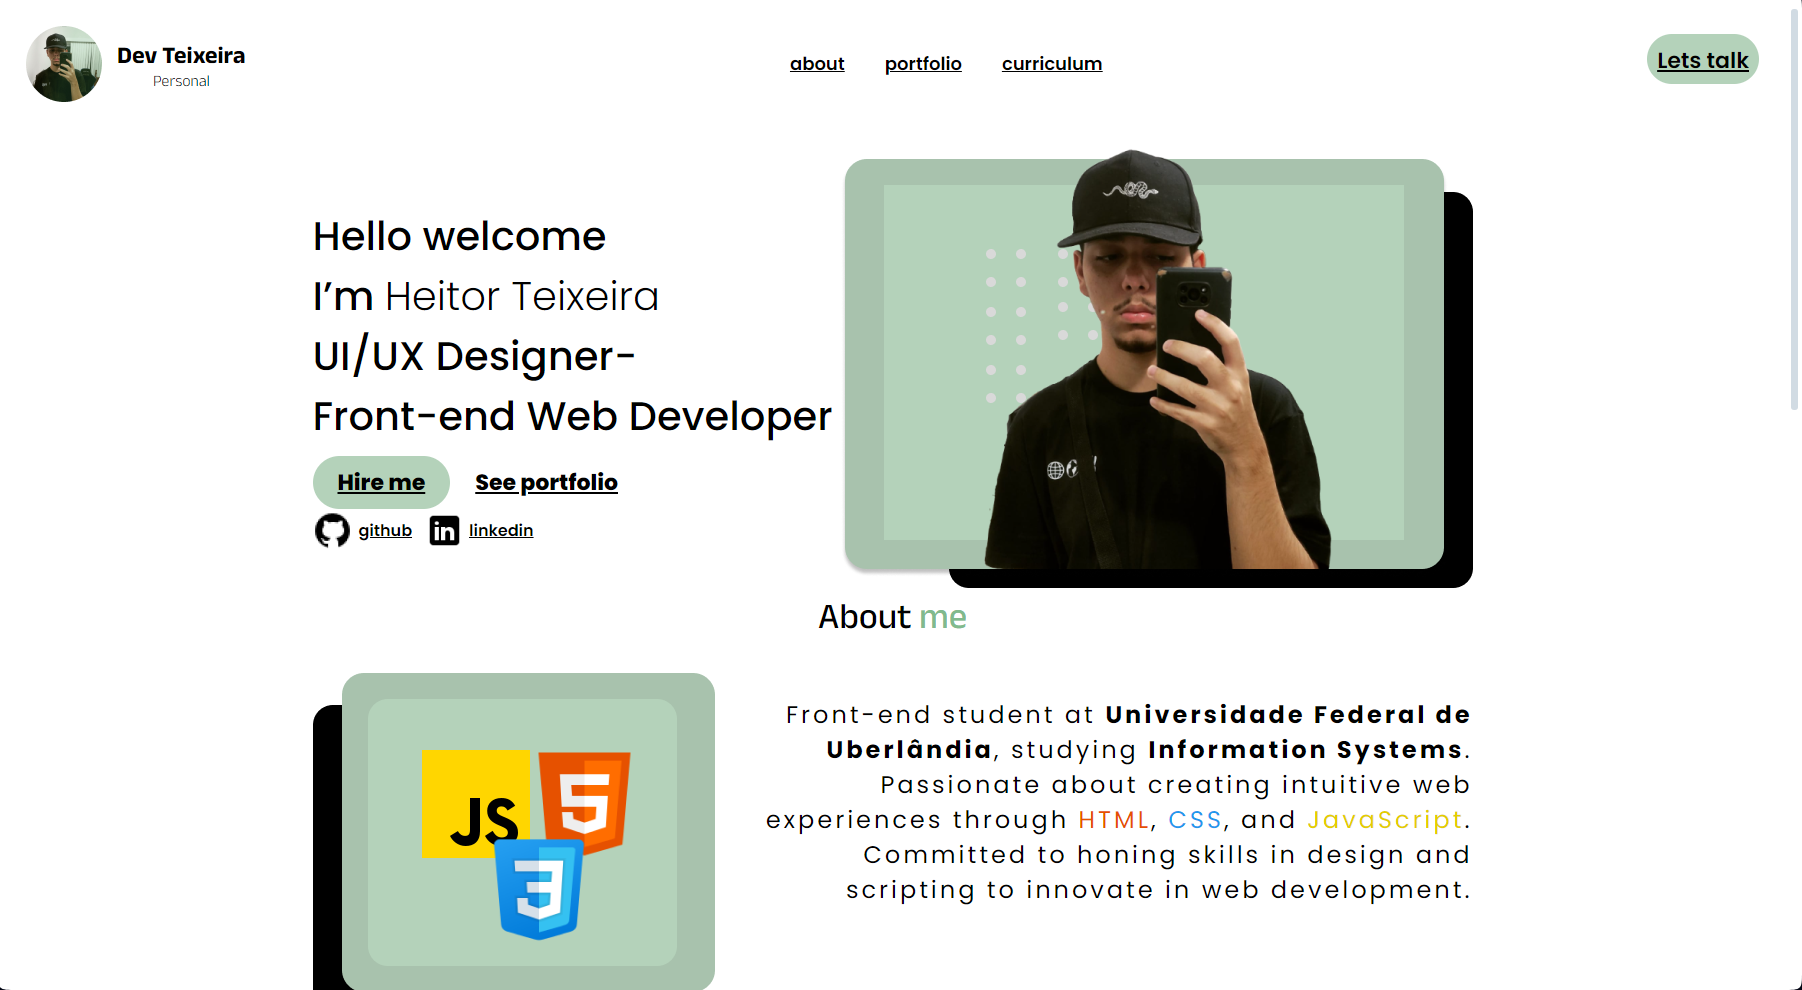 Dev Teixeira
Personal
about portfolio curriculum
Lets talk
Hello welcome
I’m Heitor Teixeira
UI/UX Designer-
Front-end Web Developer
Hire me See portfolio
github in linkedin
About me
JS
5
3
Front-end student at Universidade Federal de
Uberlândia, studying Information Systems.
Passionate about creating intuitive web
experiences through HTML, CSS, and JavaScript.
Committed to honing skills in design and
scripting to innovate in web development.